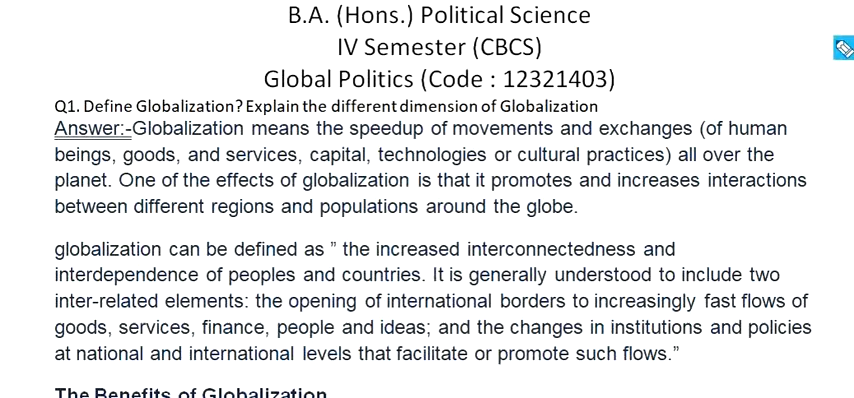 B.A. (Hons.) Political Science
IV Semester (CBCS)
Global Politics (Code : 12321403)
Q1. Define Globalization? Explain the different dimension of Globalization
Answer:-Globalization means the speedup of movements and exchanges (of human
beings, goods, and services, capital, technologies or cultural practices) all over the
planet. One of the effects of globalization is that it promotes and increases interactions
between different regions and populations around the globe.
globalization can be defined as ” the increased interconnectedness and
interdependence of peoples and countries. It is generally understood to include two
inter-related elements: the opening of international borders to increasingly fast flows of
goods, services, finance, people and ideas; and the changes in institutions and policies
at national and international levels that facilitate or promote such flows.”
The Benefits of Globalization